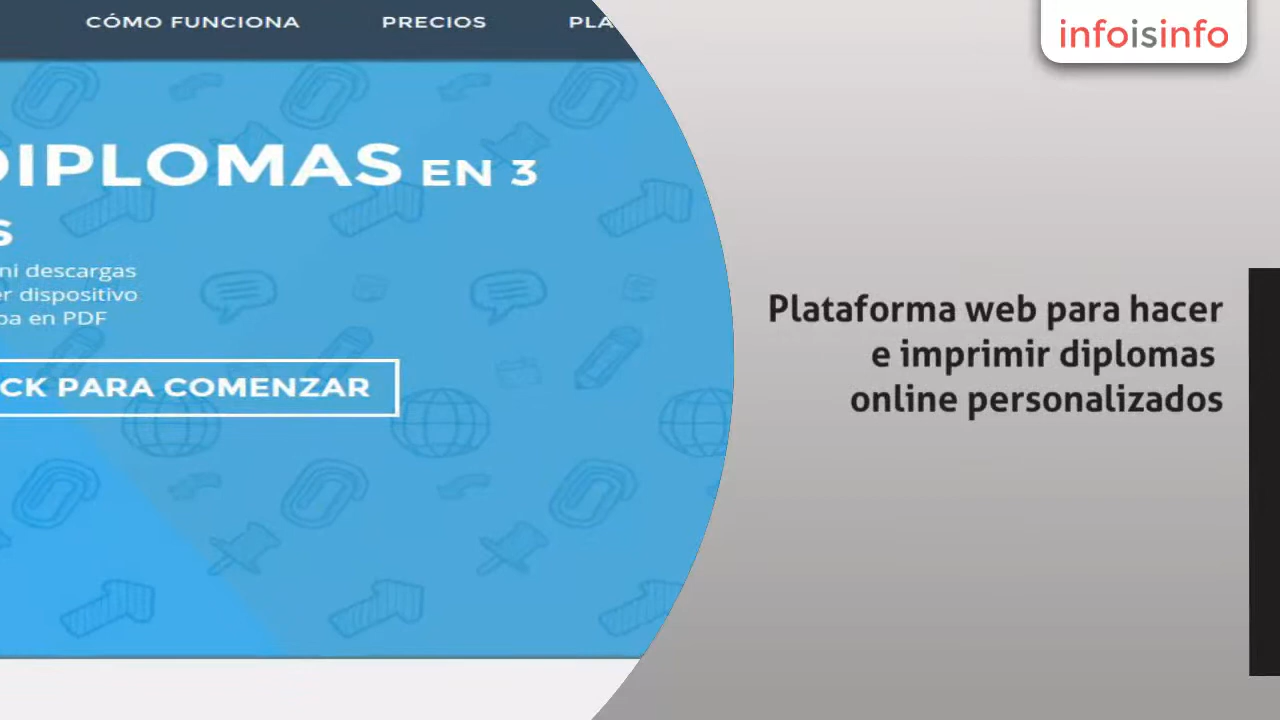 CÓMO FUNCIONA PRECIOS
infoisinfo
EN 3
ni descargas
dispositivo
en PDF
PARA COMENZAR
Plataforma web para hacer
e imprimir diplomas
online personalizados